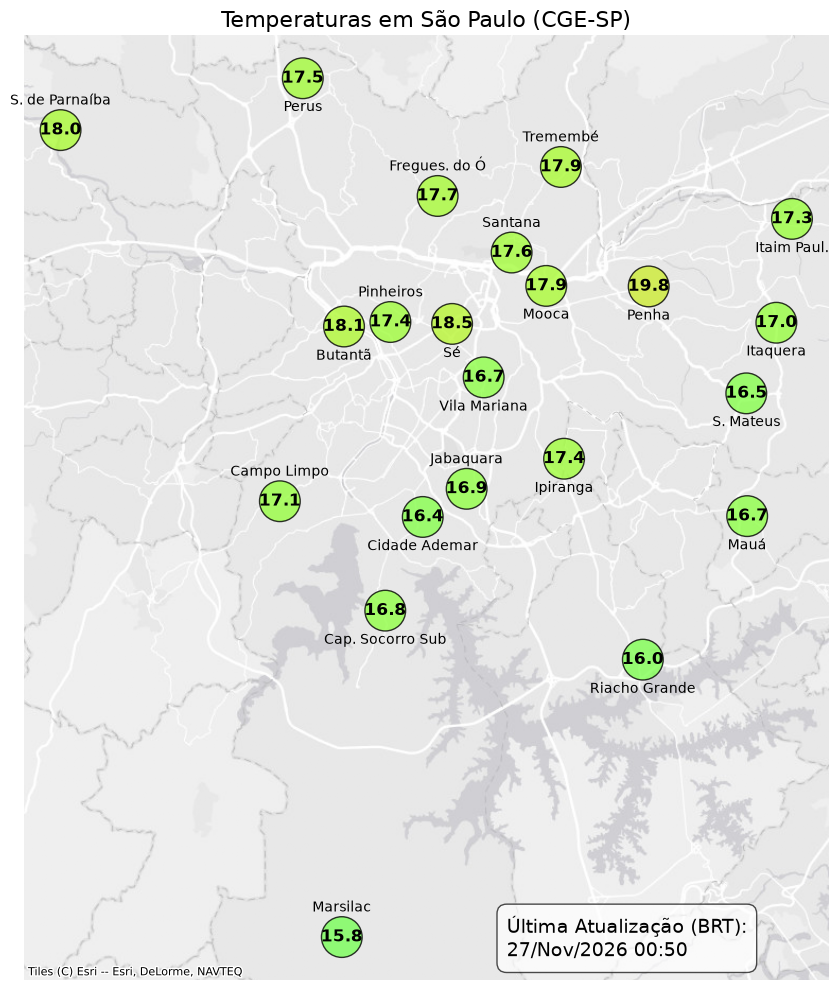 Temperaturas em São Paulo (CGE-SP)
17.5
Perus
S. de Parnaíba
18.0
Tremembé
17.9
Fregues. do Ó
17.7
17.3
Itaim Paul.
Santana
17.6
17.9
Mooca
19.8
Penha
Pinheiros
17.4
18.1
Butantã
18.5
Sé
17.0
Itaquera
16.7
Vila Mariana
16.5
S. Mateus
17.4
Ipiranga
Jabaquara
16.9
Campo Limpo
17.1
16.4
Cidade Ademar
16.7
Mauá
16.8
Cap. Socorro Sub
16.0
Riacho Grande
Marsilac
15.8
Última Atualização (BRT):
27/Nov/2026 00:50
Tiles (C) Esri -- Esri, DeLorme, NAVTEQ